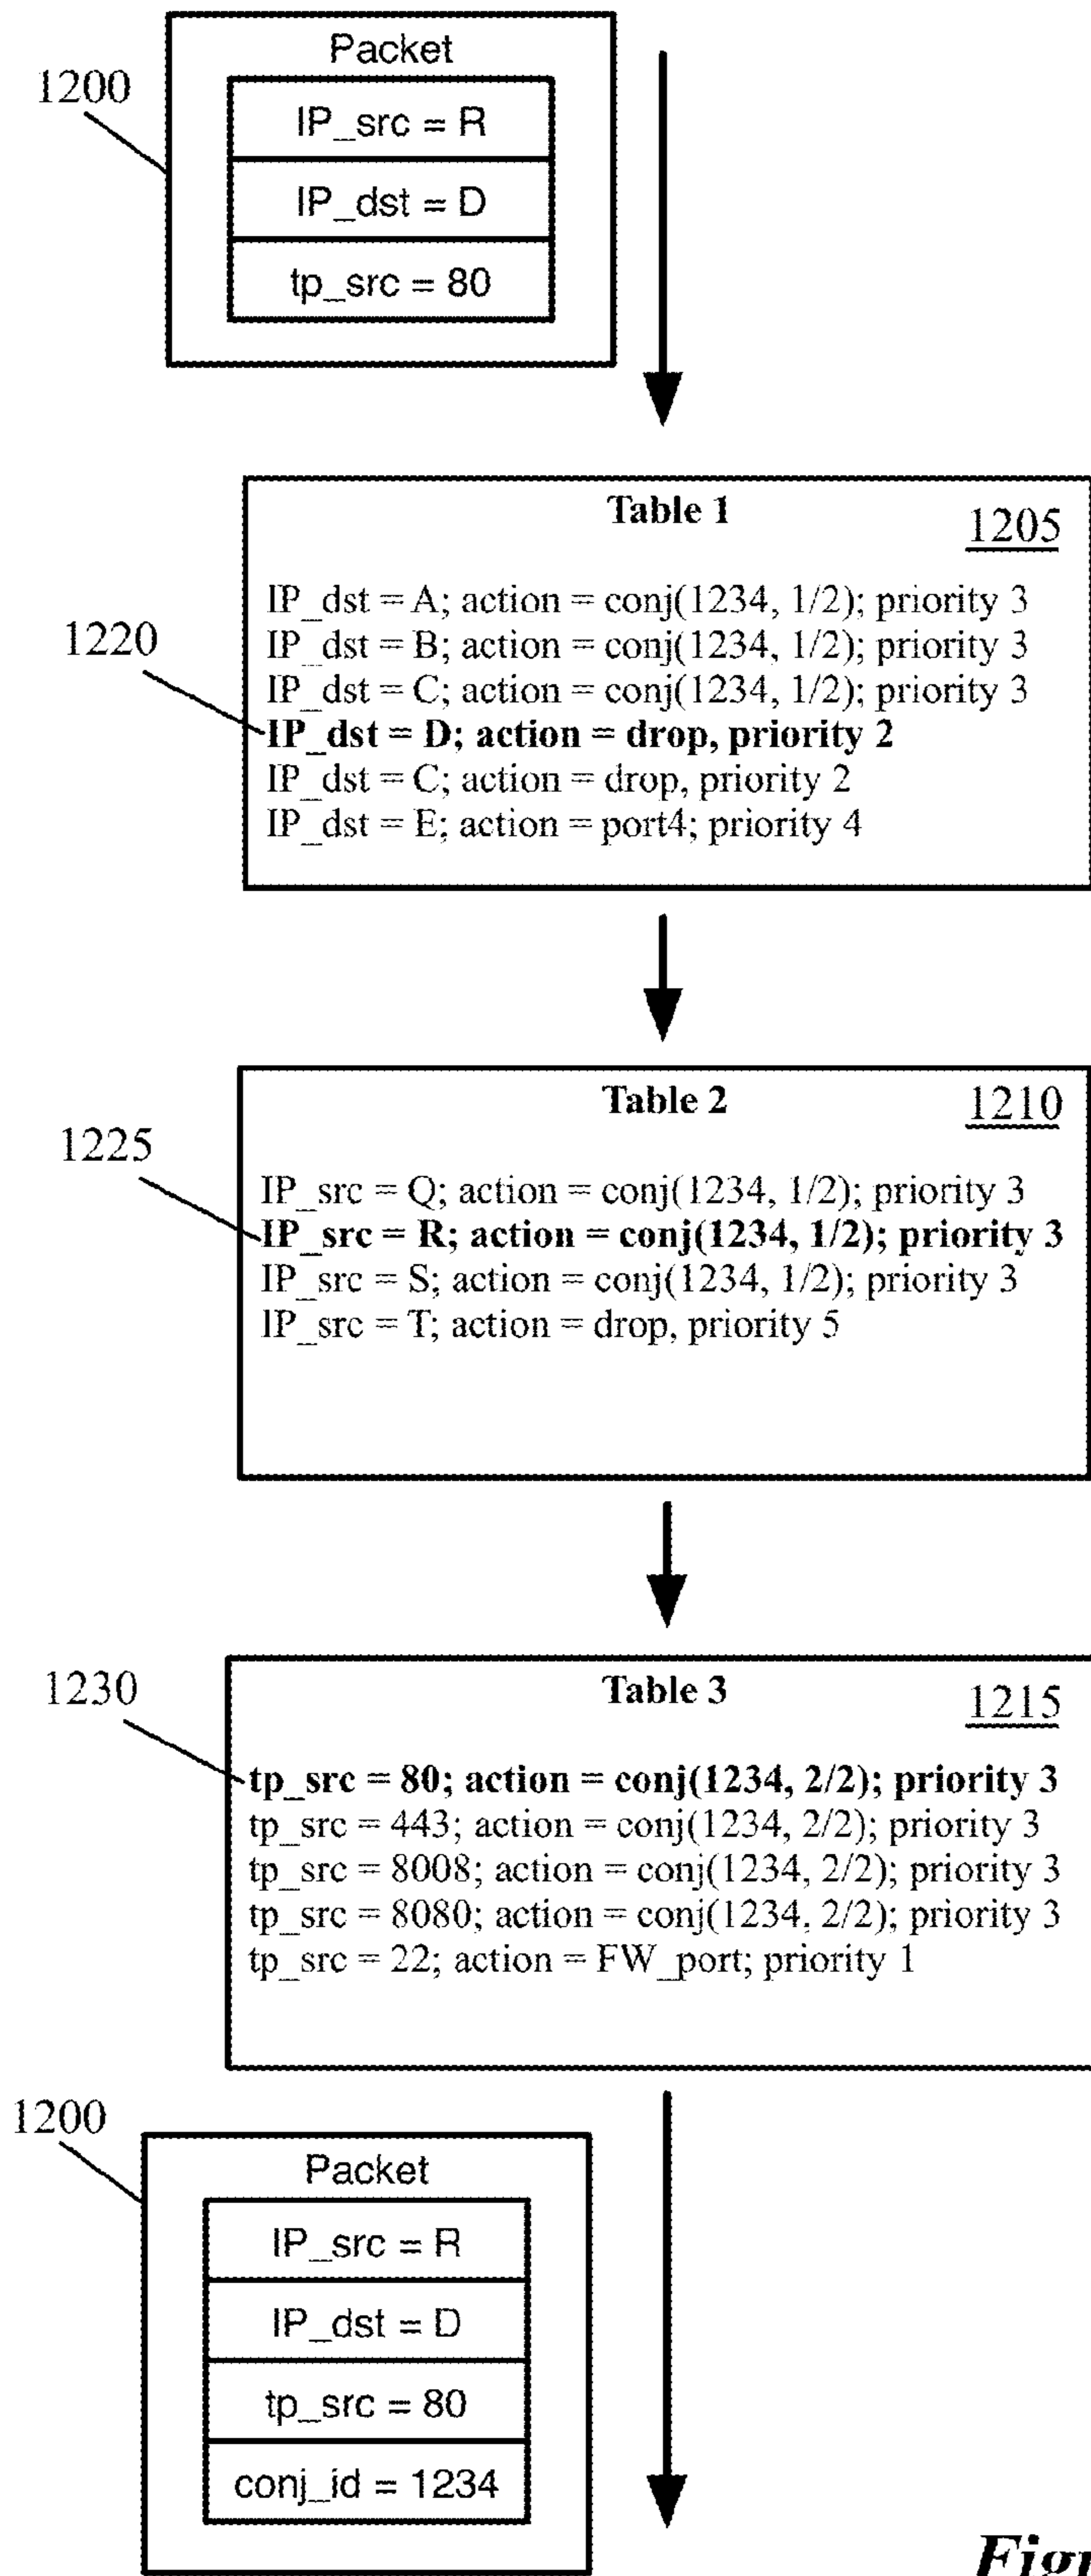 Packet
1200
IP_src = R
IP_dst = D
tp_src = 80
Table 1
1205
IP_dst = A; action = conj(1234, 1/2); priority 3
1220
IP_dst = B; action = conj(1234, 1/2); priority 3
IP_dst = C; action = conj(1234, 1/2); priority 3
IP_dst = D; action = drop, priority 2
IP_dst = C; action = drop, priority 2
IP_dst = E; action = port4; priority 4
Table 2
1210
1225
IP_src = Q; action = conj(1234, 1/2); priority 3
IP_src = R; action = conj(1234, 1/2); priority 3
IP_src = S; action = conj(1234, 1/2); priority 3
IP_src = T; action = drop, priority 5
Table 3
1215
1230
tp_src = 80; action = conj(1234, 2/2); priority 3
tp_src = 443; action = conj(1234, 2/2); priority 3
tp_src = 8008; action = conj(1234, 2/2); priority 3
tp_src = 8080; action = conj(1234, 2/2); priority 3
tp_src = 22; action = FW_port; priority 1
1200
Packet
IP_src = R
IP_dst = D
tp_src = 80
conj_id = 1234